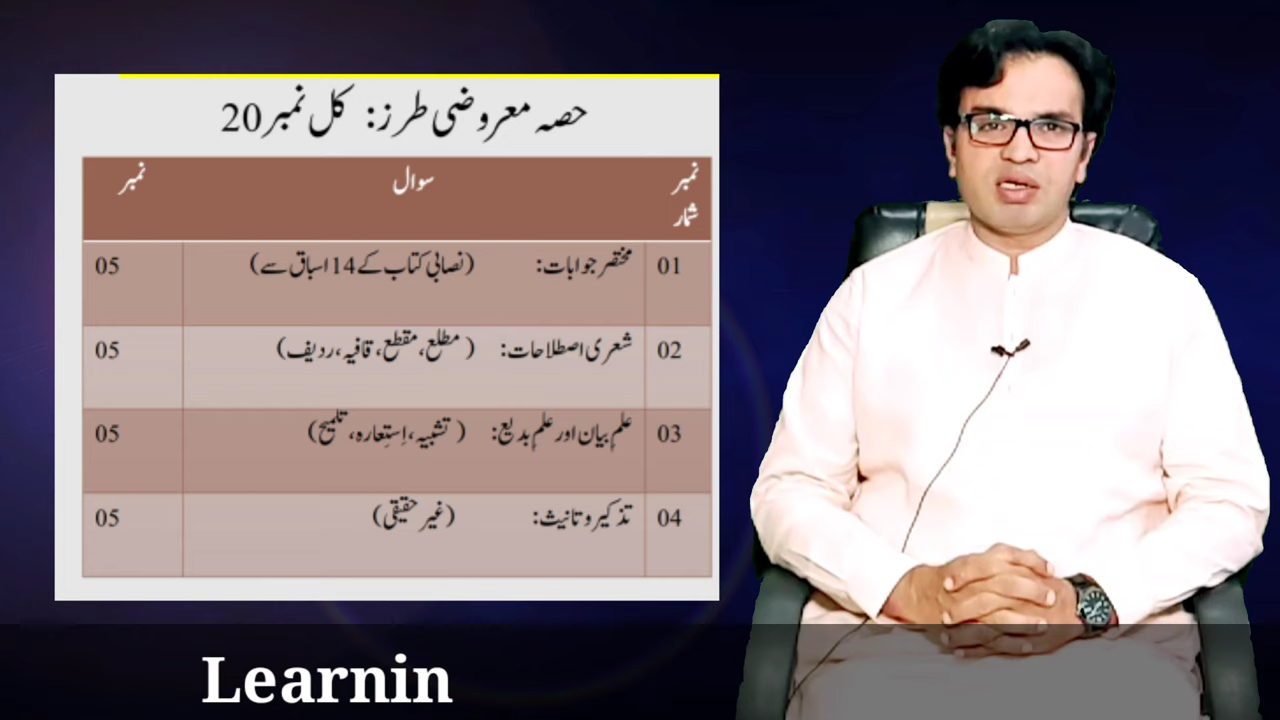 حصہ معروضی طرز: کل نمبر 20
نمبر شمار سوال نمبر
01 مختصر جوابات: (نصابی کتاب کے 14 اسباق سے) 05
02 شعری اصطلاحات: ( مطلع، مقطع، قافیہ، ردیف) 05
03 علمِ بیان اور علمِ بدیع: ( تشبیہ، اِستِعارہ، تلمیح) 05
04 تذکیر و تانیث: (غیر حقیقی) 05
Learnin